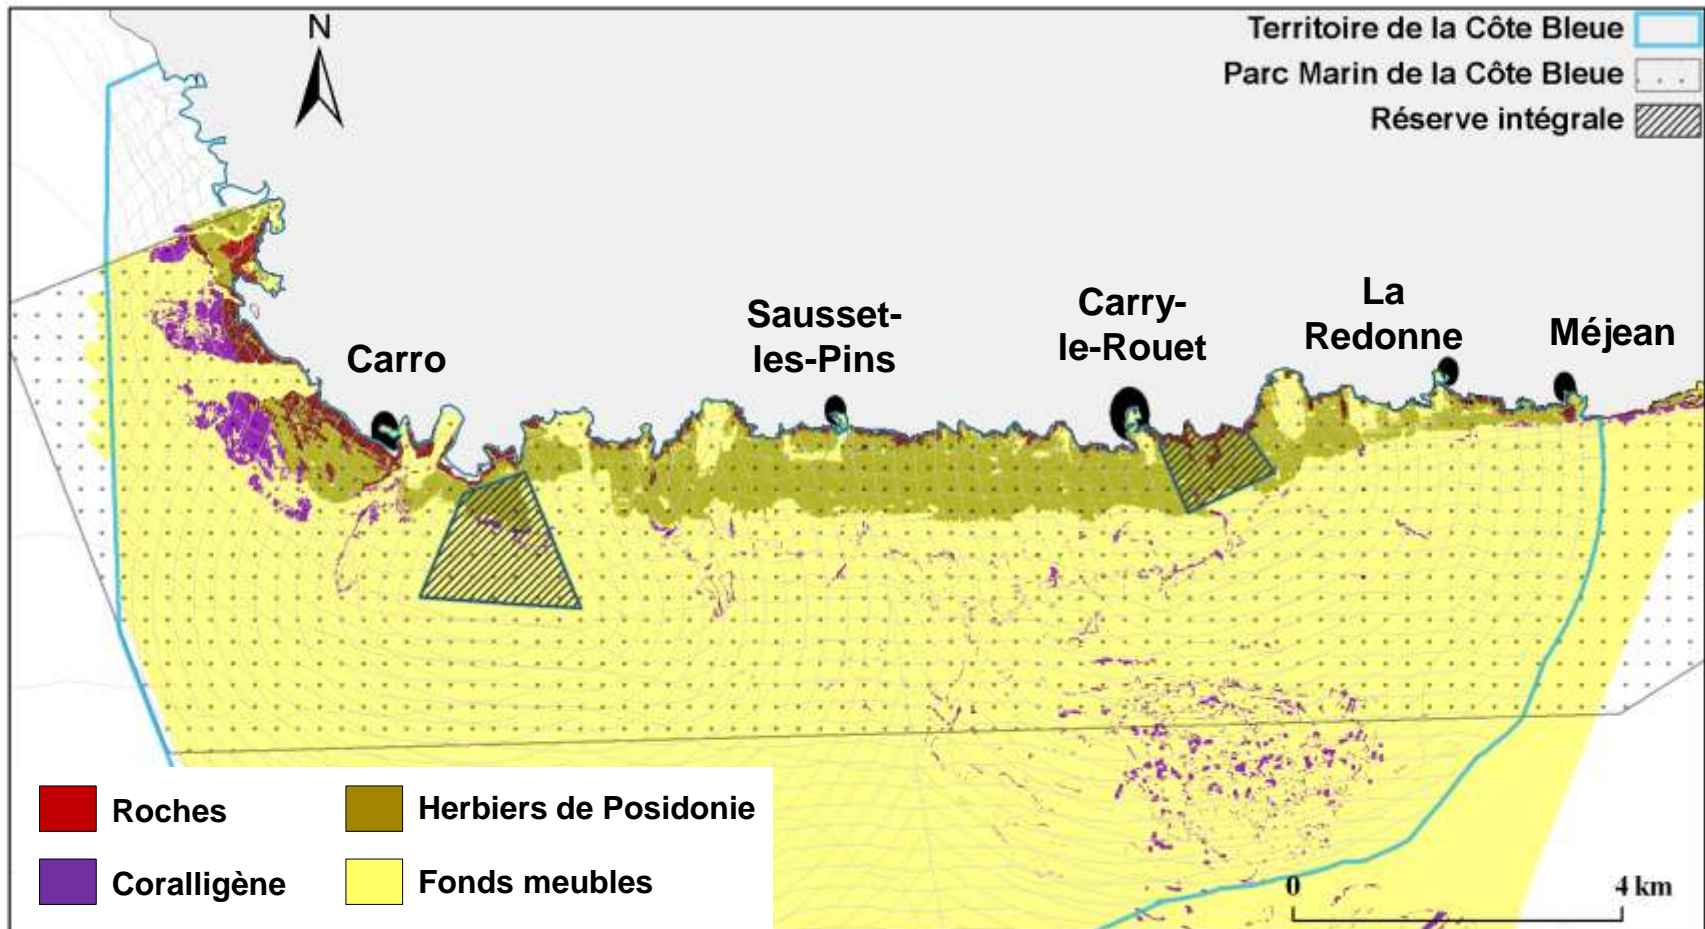 N
Territoire de la Côte Bleue
Parc Marin de la Côte Bleue
Réserve intégrale
Carro
Sausset-
les-Pins
Carry-
le-Rouet
La
Redonne
Méjean
Roches
Herbiers de Posidonie
Coralligène
Fonds meubles
0
4 km